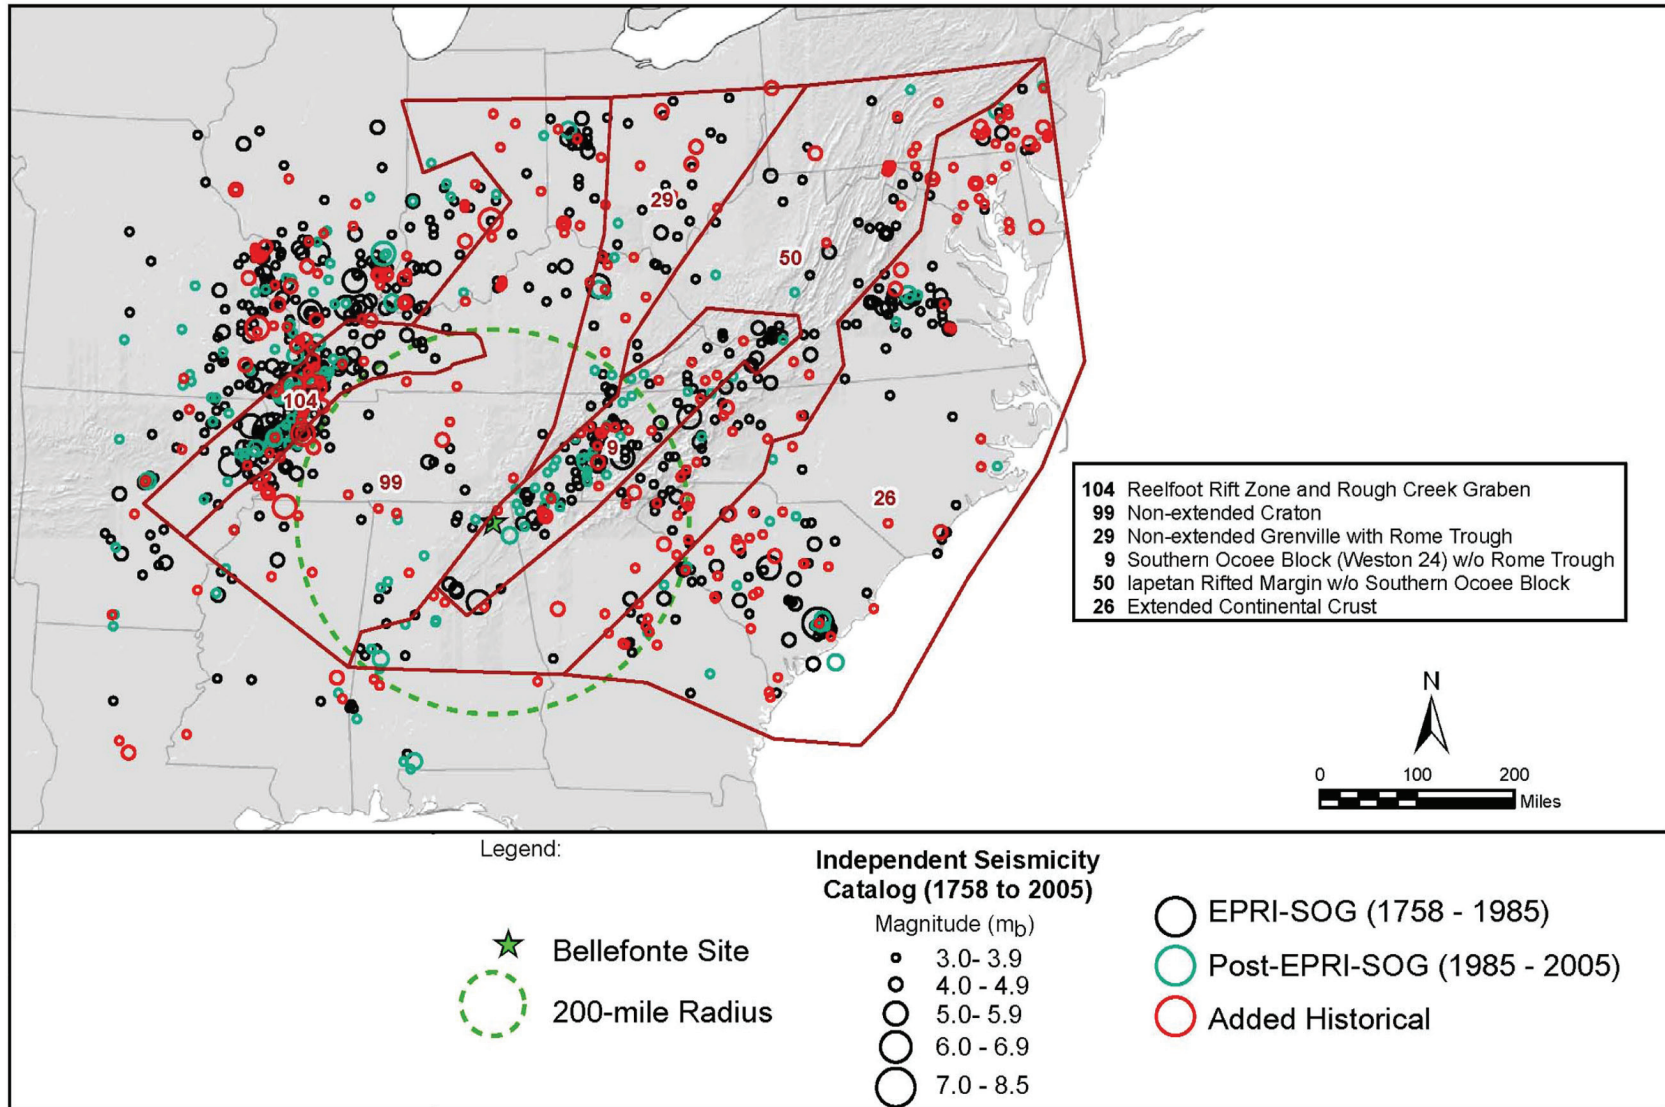 29
50
104
9
99
26
104 Reelfoot Rift Zone and Rough Creek Graben
99 Non-extended Craton
29 Non-extended Grenville with Rome Trough
9 Southern Ocoee Block (Weston 24) w/o Rome Trough
50 Iapetan Rifted Margin w/o Southern Ocoee Block
26 Extended Continental Crust
N
0 100 200
Miles
Legend:
Bellefonte Site
200-mile Radius
Independent Seismicity
Catalog (1758 to 2005)
Magnitude (mb)
3.0- 3.9
4.0 - 4.9
5.0- 5.9
6.0 - 6.9
7.0 - 8.5
EPRI-SOG (1758 - 1985)
Post-EPRI-SOG (1985 - 2005)
Added Historical